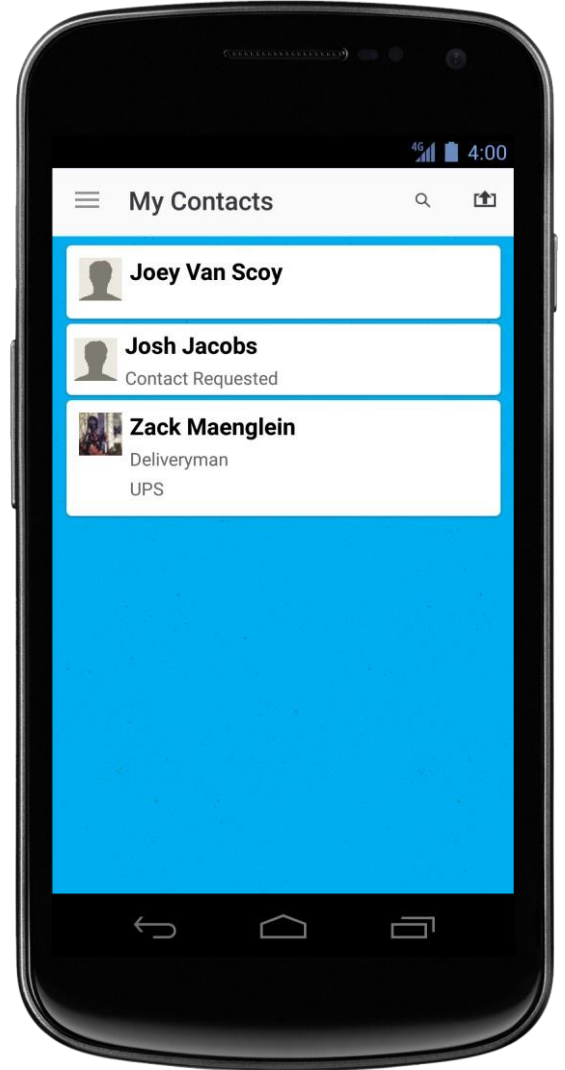 4G 4:00
My Contacts
Joey Van Scoy
Josh Jacobs
Contact Requested
Zack Maenglein
Deliveryman
UPS